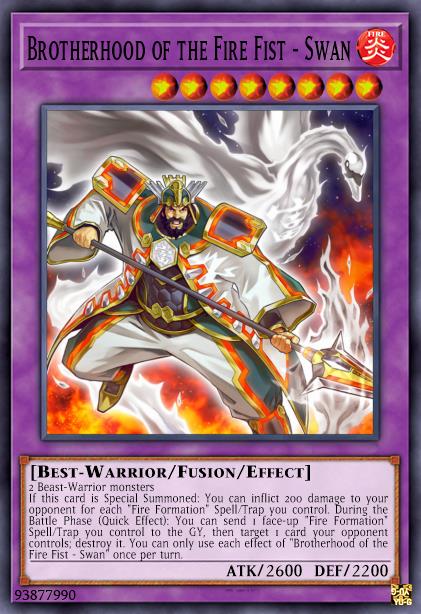 BROTHERHOOD OF THE FIRE FIST - SWAN
FIRE
炎
[BEST-WARRIOR/FUSION/EFFECT]
2 Beast-Warrior monsters
If this card is Special Summoned: You can inflict 200 damage to your
opponent for each "Fire Formation" Spell/Trap you control. During the
Battle Phase (Quick Effect): You can send 1 face-up "Fire Formation"
Spell/Trap you control to the GY, then target 1 card your opponent
controls; destroy it. You can only use each effect of "Brotherhood of the
Fire Fist - Swan" once per turn.
ATK/2600 DEF/2200
93877990